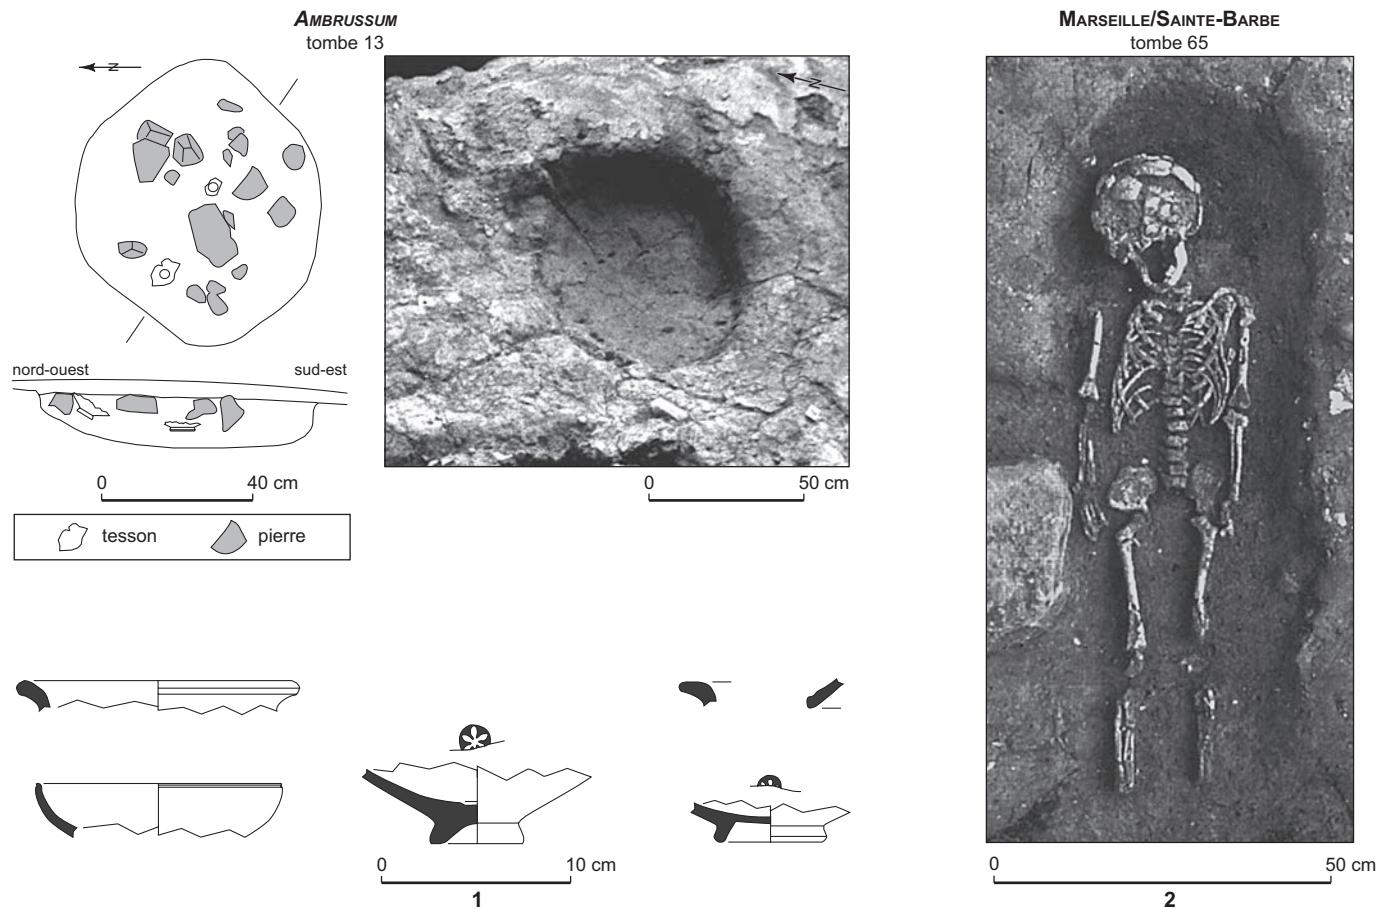 AMBRUSSUM
tombe 13
N
nord-ouest
sud-est
0
40 cm
tesson
pierre
N
0
50 cm
0
10 cm
1
MARSEILLE/SAINTE-BARBE
tombe 65
0
50 cm
2